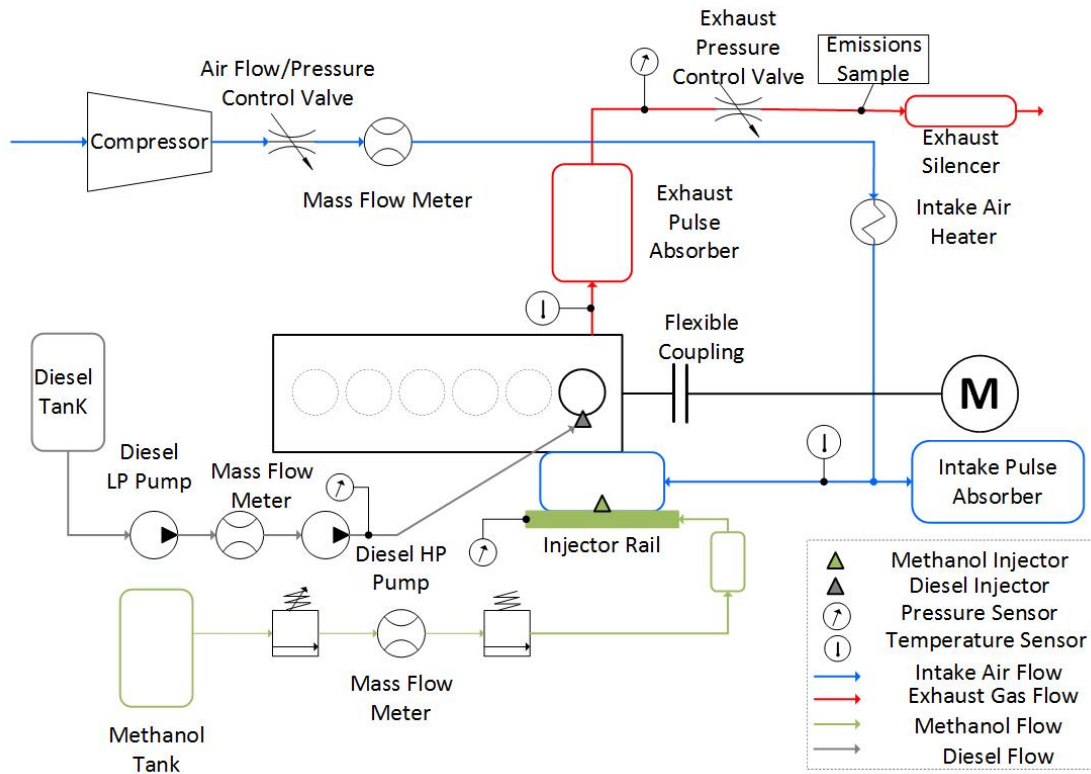 Exhaust
Pressure
Control Valve
Emissions
Sample
Air Flow/Pressure
Control Valve
Compressor
Mass Flow Meter
Exhaust
Silencer
Exhaust
Pulse
Absorber
Intake Air
Heater
Flexible
Coupling
M
Diesel
TanK
Diesel
LP Pump
Mass Flow
Meter
Intake Pulse
Absorber
Injector Rail
Diesel HP
Pump
Methanol Injector
Diesel Injector
Pressure Sensor
Temperature Sensor
Intake Air Flow
Exhaust Gas Flow
Methanol Flow
Diesel Flow
Mass Flow
Meter
Methanol
Tank